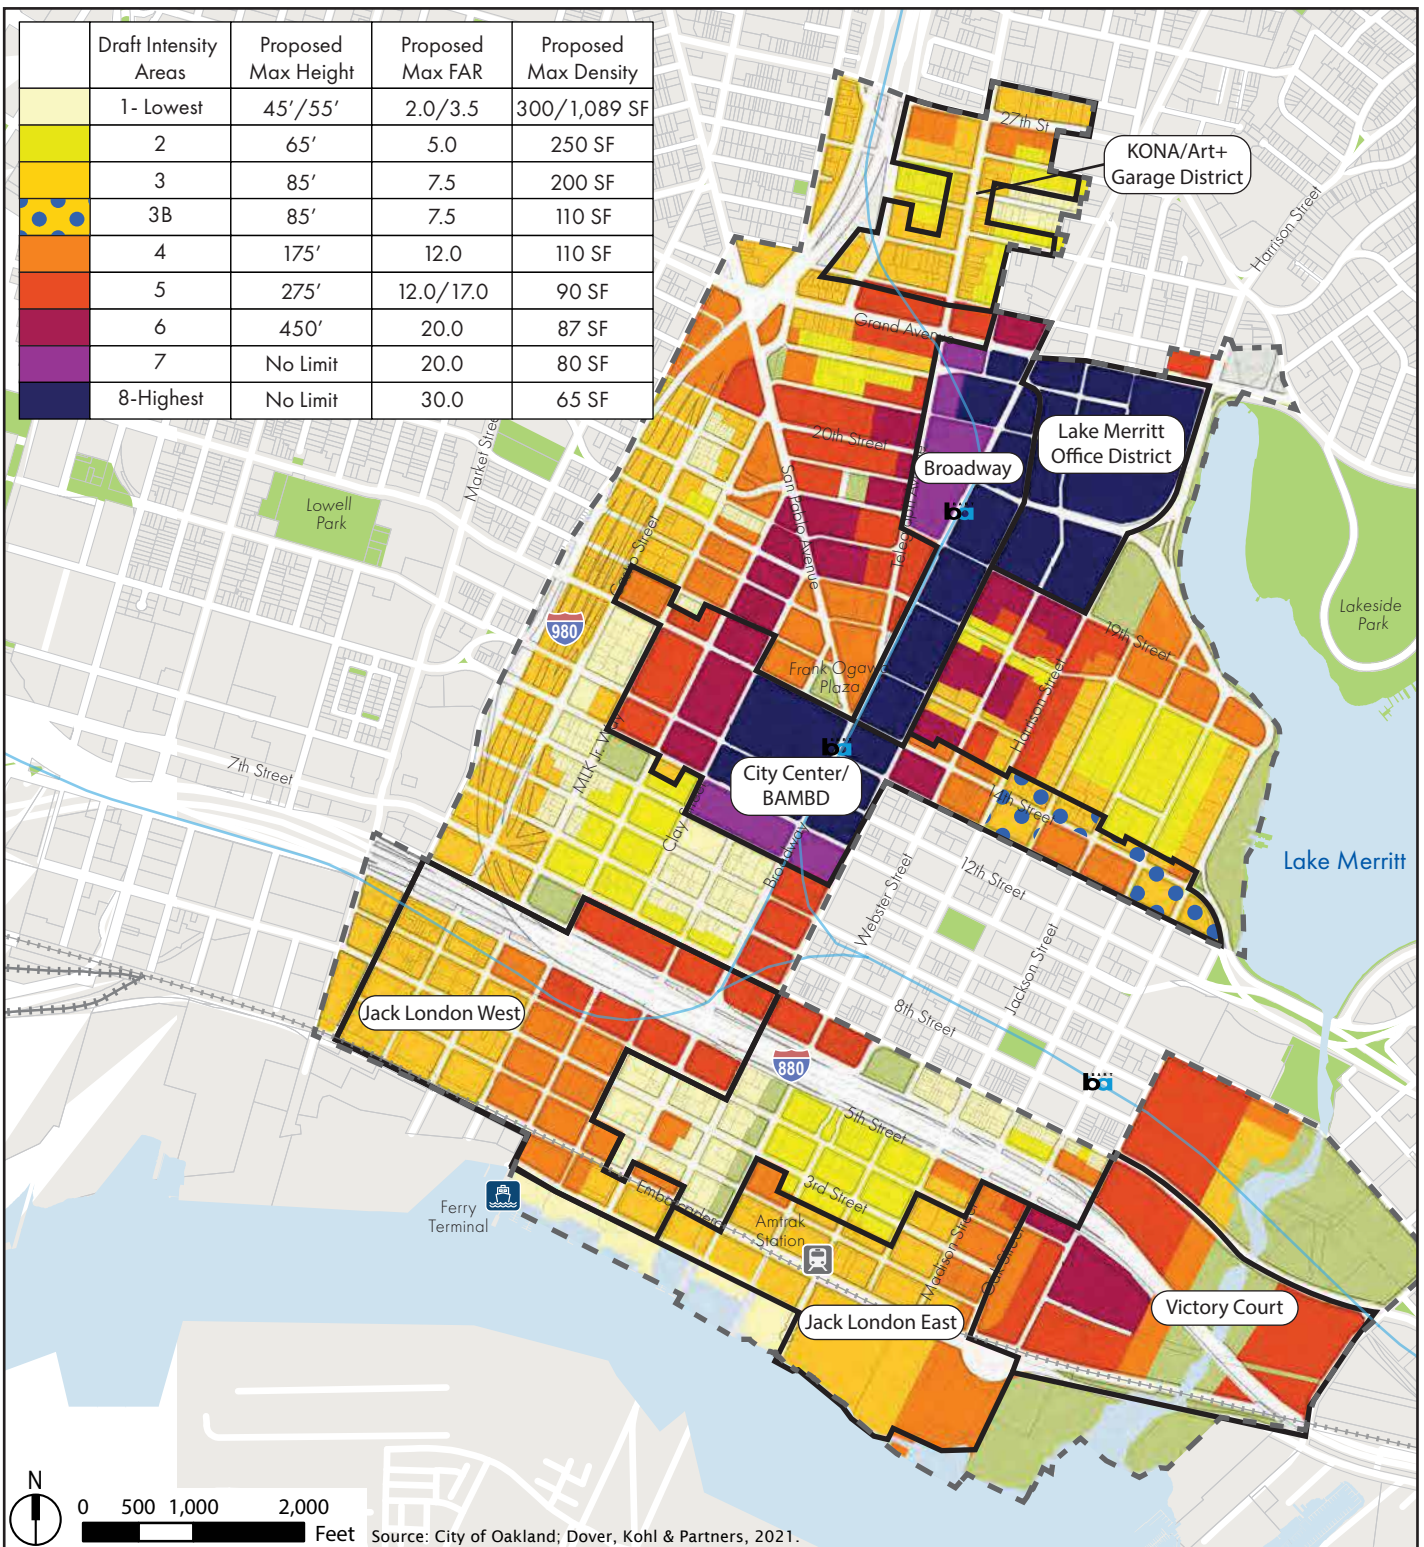 Draft Intensity Areas | Proposed Max Height | Proposed Max FAR | Proposed Max Density
1- Lowest | 45’/55’ | 2.0/3.5 | 300/1,089 SF
2 | 65’ | 5.0 | 250 SF
3 | 85’ | 7.5 | 200 SF
3B | 85’ | 7.5 | 110 SF
4 | 175’ | 12.0 | 110 SF
5 | 275’ | 12.0/17.0 | 90 SF
6 | 450’ | 20.0 | 87 SF
7 | No Limit | 20.0 | 80 SF
8-Highest | No Limit | 30.0 | 65 SF
27th St
KONA/Art+
Garage District
Harrison Street
Grand Avenue
Lake Merritt
Office District
20th Street
Broadway
Market Street
San Pablo Avenue
Lowell
Park
Lakeside
Park
980
19th Street
Frank Ogawa
Plaza
Harrison Street
MLK Jr. Way
7th Street
City Center/
BAMBD
14th Street
Clay Street
Broadway
12th Street
Webster Street
Lake Merritt
Jackson Street
Jack London West
8th Street
880
5th Street
3rd Street
Embarcadero
Ferry
Terminal
Amtrak
Station
Madison Street
Oak Street
Victory Court
Jack London East
N
0 500 1,000 2,000
Feet
Source: City of Oakland; Dover, Kohl & Partners, 2021.